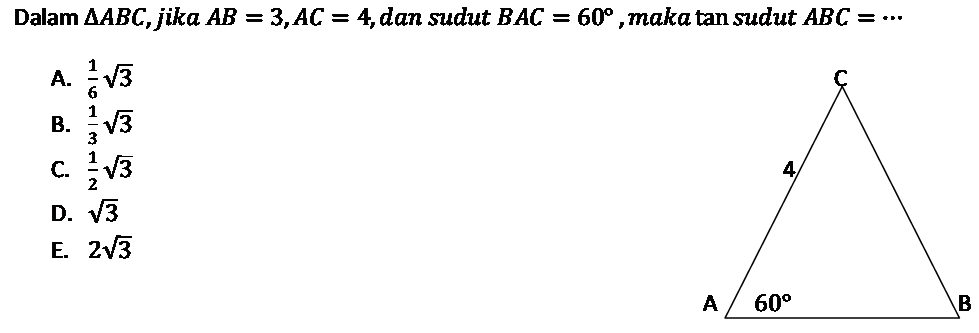 Dalam ΔABC, jika AB = 3, AC = 4, dan sudut BAC = 60°, maka tan sudut ABC = ⋯
A. 1/6 √3
B. 1/3 √3
C. 1/2 √3
D. √3
E. 2√3
C
4
A 60° B